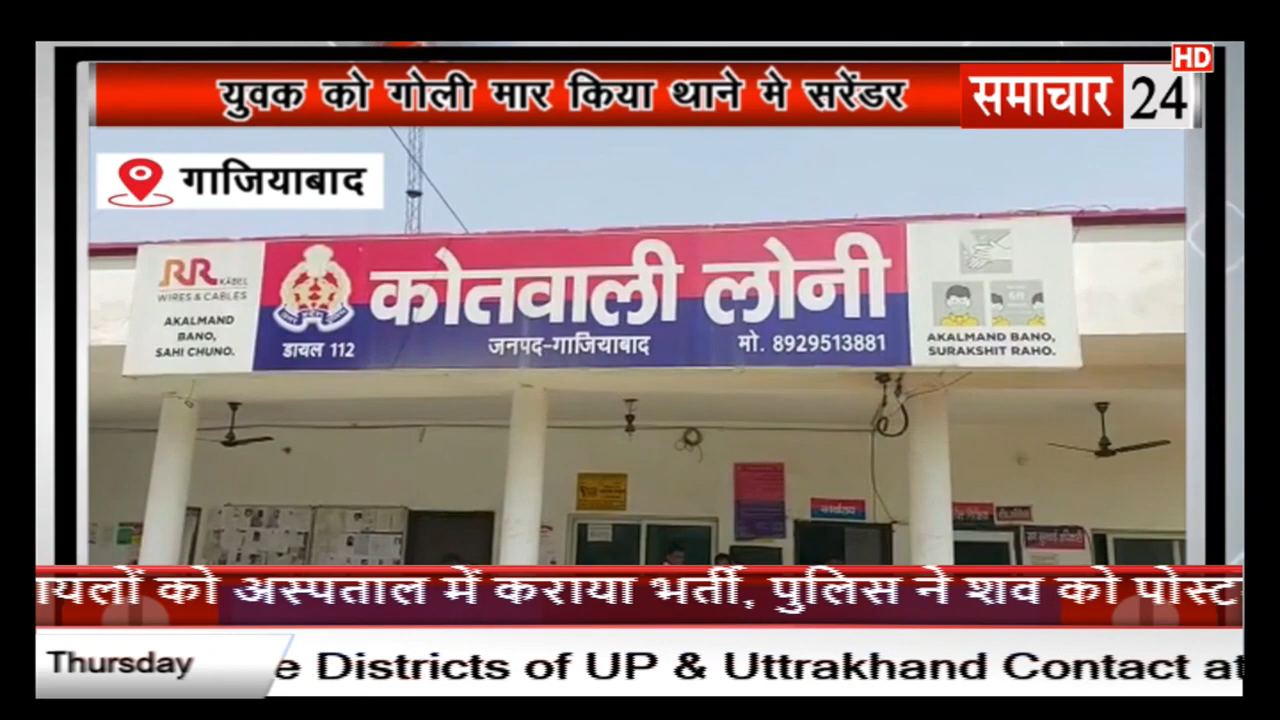 HD
युवक को गोली मार किया थाने मे सरेंडर
समाचार 24
गाजियाबाद
RR KABEL
WIRES & CABLES
AKALMAND
BANO,
SAHI CHUNO.
कोतवाली लोनी
डायल 112
जनपद-गाजियाबाद
मो. 8929513881
AKALMAND BANO,
SURAKSHIT RAHO.
कार्यालय
यलों को अस्पताल में कराया भर्ती, पुलिस ने शव को पोस्ट
Thursday
e Districts of UP & Uttrakhand Contact at